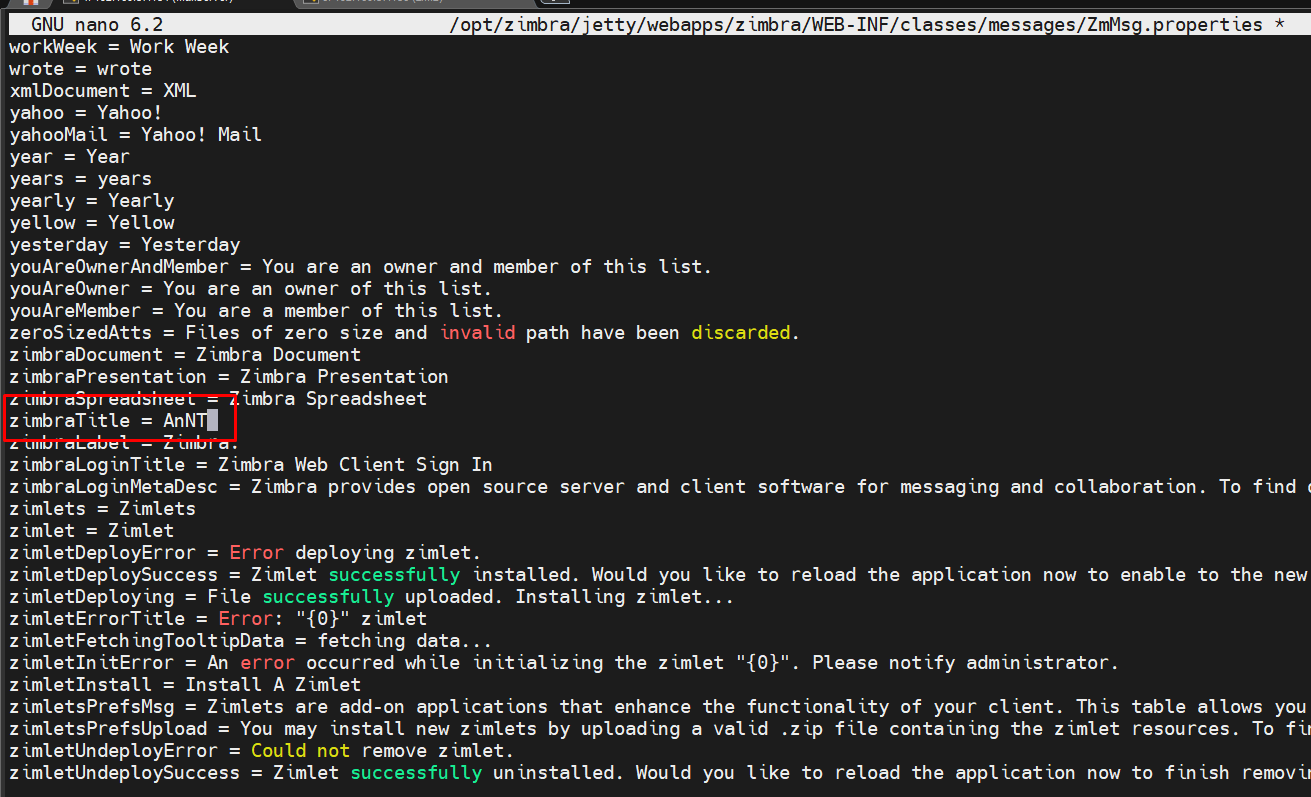 GNU nano 6.2 /opt/zimbra/jetty/webapps/zimbra/WEB-INF/classes/messages/ZmMsg.properties *
workWeek = Work Week
wrote = wrote
xmlDocument = XML
yahoo = Yahoo!
yahooMail = Yahoo! Mail
year = Year
years = years
yearly = Yearly
yellow = Yellow
yesterday = Yesterday
youAreOwnerAndMember = You are an owner and member of this list.
youAreOwner = You are an owner of this list.
youAreMember = You are a member of this list.
zeroSizedAtts = Files of zero size and invalid path have been discarded.
zimbraDocument = Zimbra Document
zimbraPresentation = Zimbra Presentation
zimbraSpreadsheet = Zimbra Spreadsheet
zimbraTitle = AnNT
zimbraLabel = Zimbra:
zimbraLoginTitle = Zimbra Web Client Sign In
zimbraLoginMetaDesc = Zimbra provides open source server and client software for messaging and collaboration. To find
zimlets = Zimlets
zimlet = Zimlet
zimletDeployError = Error deploying zimlet.
zimletDeploySuccess = Zimlet successfully installed. Would you like to reload the application now to enable to the new
zimletDeploying = File successfully uploaded. Installing zimlet...
zimletErrorTitle = Error: "{0}" zimlet
zimletFetchingTooltipData = fetching data...
zimletInitError = An error occurred while initializing the zimlet "{0}". Please notify administrator.
zimletInstall = Install A Zimlet
zimletsPrefsMsg = Zimlets are add-on applications that enhance the functionality of your client. This table allows you
zimletsPrefsUpload = You may install new zimlets by uploading a valid .zip file containing the zimlet resources. To
zimletUndeployError = Could not remove zimlet.
zimletUndeploySuccess = Zimlet successfully uninstalled. Would you like to reload the application now to finish